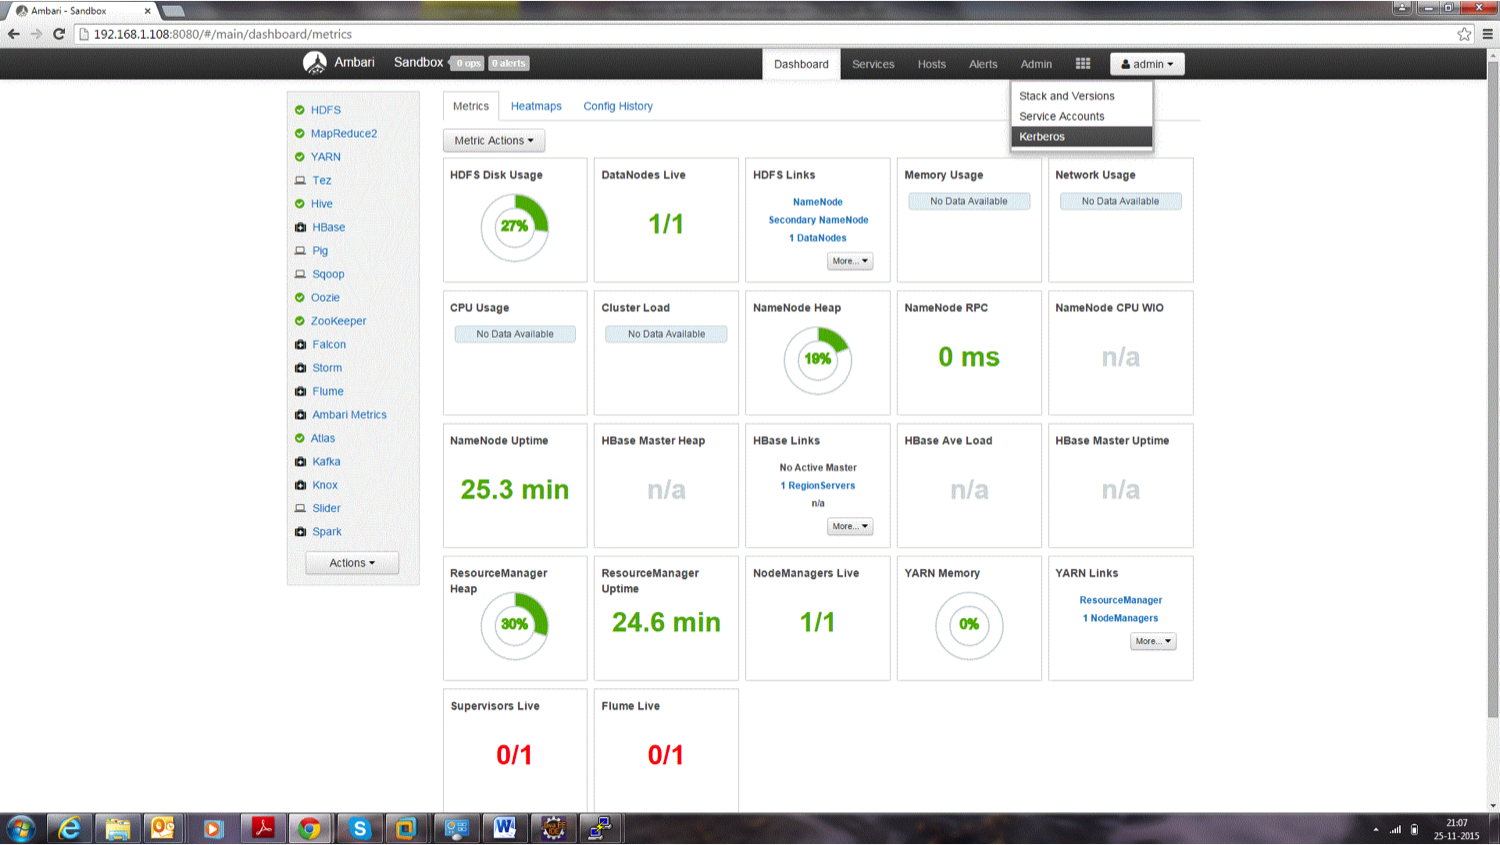 Ambari - Sandbox
192.168.1.108:8080/#/main/dashboard/metrics
Ambari Sandbox 0 ops 0 alerts Dashboard Services Hosts Alerts Admin admin
Stack and Versions
Service Accounts
Kerberos
HDFS
MapReduce2
YARN
Tez
Hive
HBase
Pig
Sqoop
Oozie
ZooKeeper
Falcon
Storm
Flume
Ambari Metrics
Atlas
Kafka
Knox
Slider
Spark
Actions
Metrics Heatmaps Config History
Metric Actions
HDFS Disk Usage
27%
DataNodes Live
1/1
HDFS Links
NameNode
Secondary NameNode
1 DataNodes
More...
Memory Usage
No Data Available
Network Usage
No Data Available
CPU Usage
No Data Available
Cluster Load
No Data Available
NameNode Heap
19%
NameNode RPC
0 ms
NameNode CPU WIO
n/a
NameNode Uptime
25.3 min
HBase Master Heap
n/a
HBase Links
No Active Master
1 RegionServers
n/a
More...
HBase Ave Load
n/a
HBase Master Uptime
n/a
ResourceManager
Heap
30%
ResourceManager
Uptime
24.6 min
NodeManagers Live
1/1
YARN Memory
0%
YARN Links
ResourceManager
1 NodeManagers
More...
Supervisors Live
0/1
Flume Live
0/1
21:07
25-11-2015